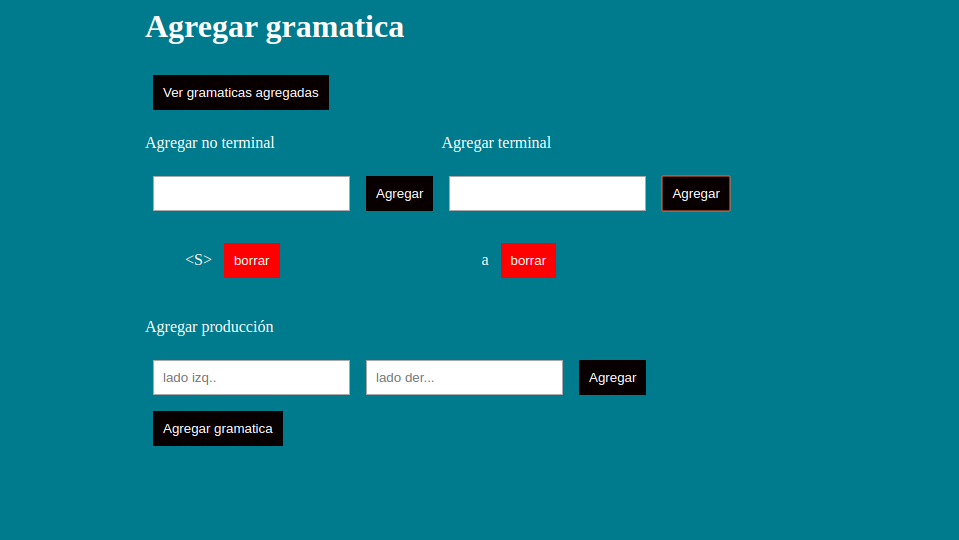 Agregar gramatica
Ver gramaticas agregadas
Agregar no terminal Agregar terminal
Agregar Agregar
<S> borrar a borrar
Agregar producción
lado izq.. lado der... Agregar
Agregar gramatica